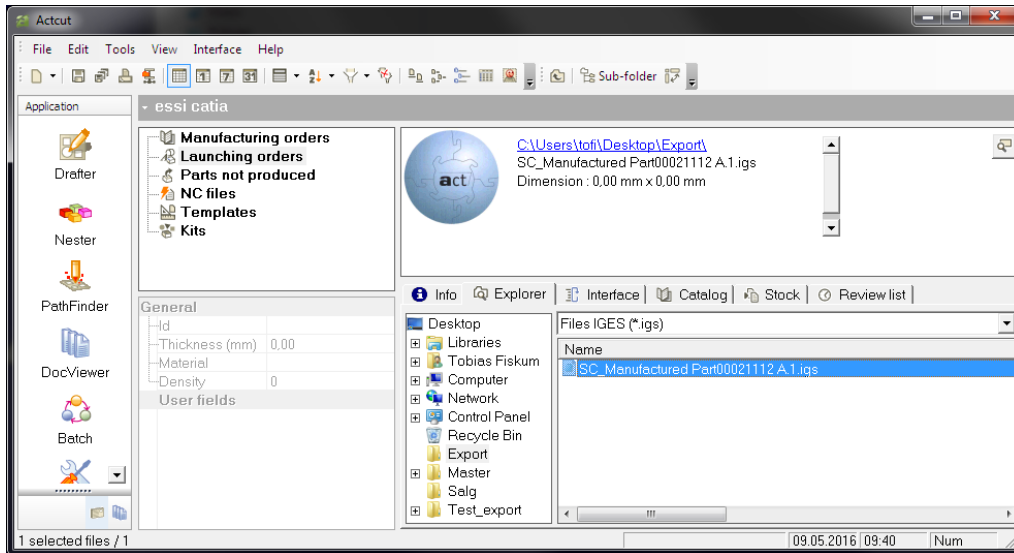 Actcut
File Edit Tools View Interface Help
1 7 31 Sub-folder
Application
essi catia
Drafter
Nester
PathFinder
DocViewer
Batch
Manufacturing orders
Launching orders
Parts not produced
NC files
Templates
Kits
act
C:\Users\tofi\Desktop\Export\
SC_Manufactured Part00021112 A.1.igs
Dimension : 0,00 mm x 0,00 mm
General
Id
Thickness (mm) 0,00
Material
Density 0
User fields
Info Explorer Interface Catalog Stock Review list
Desktop
Libraries
Tobias Fiskum
Computer
Network
Control Panel
Recycle Bin
Export
Master
Salg
Test_export
Files IGES (*.igs)
Name
SC_Manufactured Part00021112 A.1.igs
1 selected files / 1
09.05.2016 09:40 Num